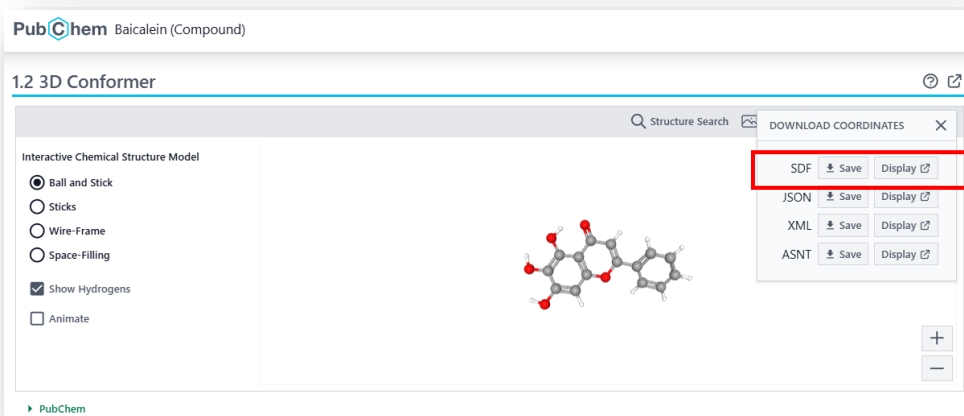 PubChem Baicalein (Compound)
1.2 3D Conformer
Structure Search
DOWNLOAD COORDINATES
Interactive Chemical Structure Model
Ball and Stick
Sticks
Wire-Frame
Space-Filling
Show Hydrogens
Animate
SDF Save Display
JSON Save Display
XML Save Display
ASNT Save Display
PubChem